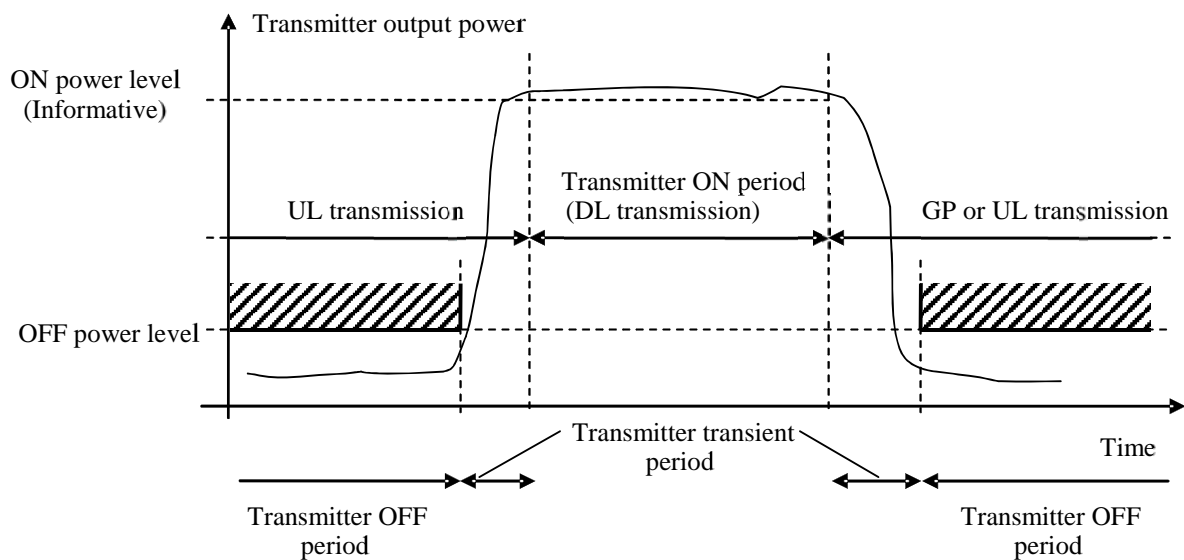 Transmitter output power
ON power level
(Informative)
Transmitter ON period
(DL transmission)
UL transmission
GP or UL transmission
OFF power level
Transmitter transient
period
Time
Transmitter OFF
period
Transmitter OFF
period